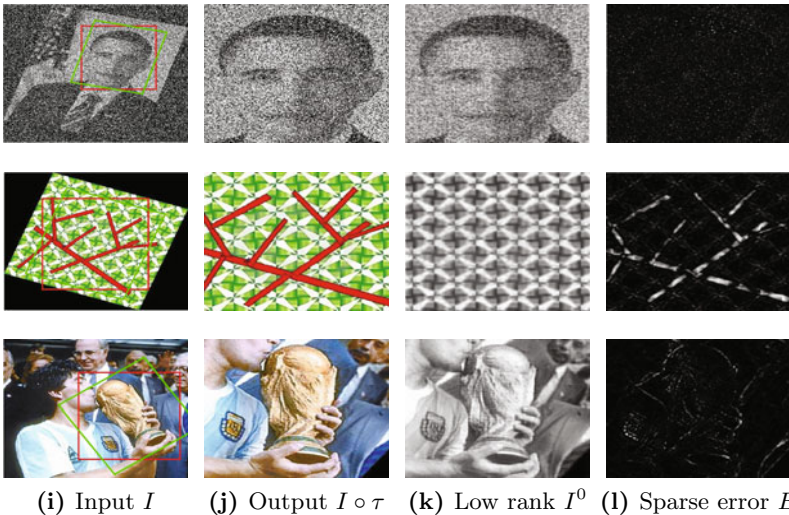 (i) Input I (j) Output I ∘ τ (k) Low rank I⁰ (l) Sparse error E